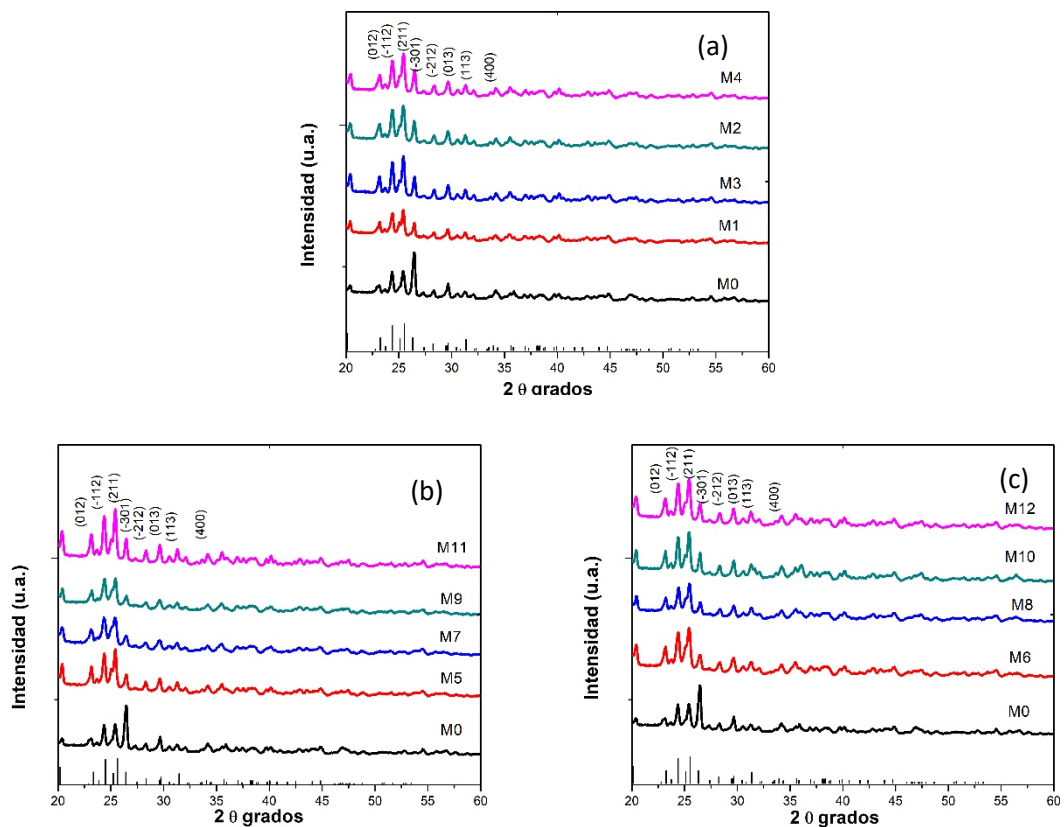 (a)
(012)
(-112)
(211)
(-301)
(-212)
(013)
(113)
(400)
M4
M2
M3
M1
M0
Intensidad (u.a.)
20 25 30 35 40 45 50 55 60
2 θ grados
(b)
(012)
(-112)
(211)
(-301)
(-212)
(013)
(113)
(400)
M11
M9
M7
M5
M0
Intensidad (u.a.)
20 25 30 35 40 45 50 55 60
2 θ grados
(c)
(012)
(-112)
(211)
(-301)
(-212)
(013)
(113)
(400)
M12
M10
M8
M6
M0
Intensidad (u.a.)
20 25 30 35 40 45 50 55 60
2 θ grados